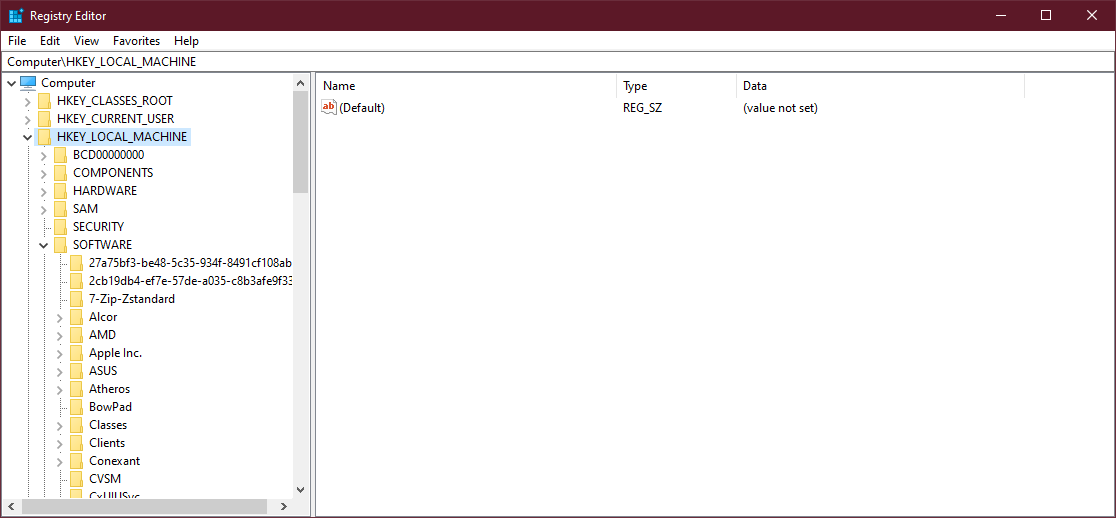 Registry Editor
File Edit View Favorites Help
Computer\HKEY_LOCAL_MACHINE
Computer
HKEY_CLASSES_ROOT
HKEY_CURRENT_USER
HKEY_LOCAL_MACHINE
BCD00000000
COMPONENTS
HARDWARE
SAM
SECURITY
SOFTWARE
27a75bf3-be48-5c35-934f-8491cf108ab
2cb19db4-ef7e-57de-a035-c8b3afe9f33
7-Zip-Zstandard
Alcor
AMD
Apple Inc.
ASUS
Atheros
BowPad
Classes
Clients
Conexant
CVSM
CxUIUSvc
Name Type Data
ab (Default) REG_SZ (value not set)